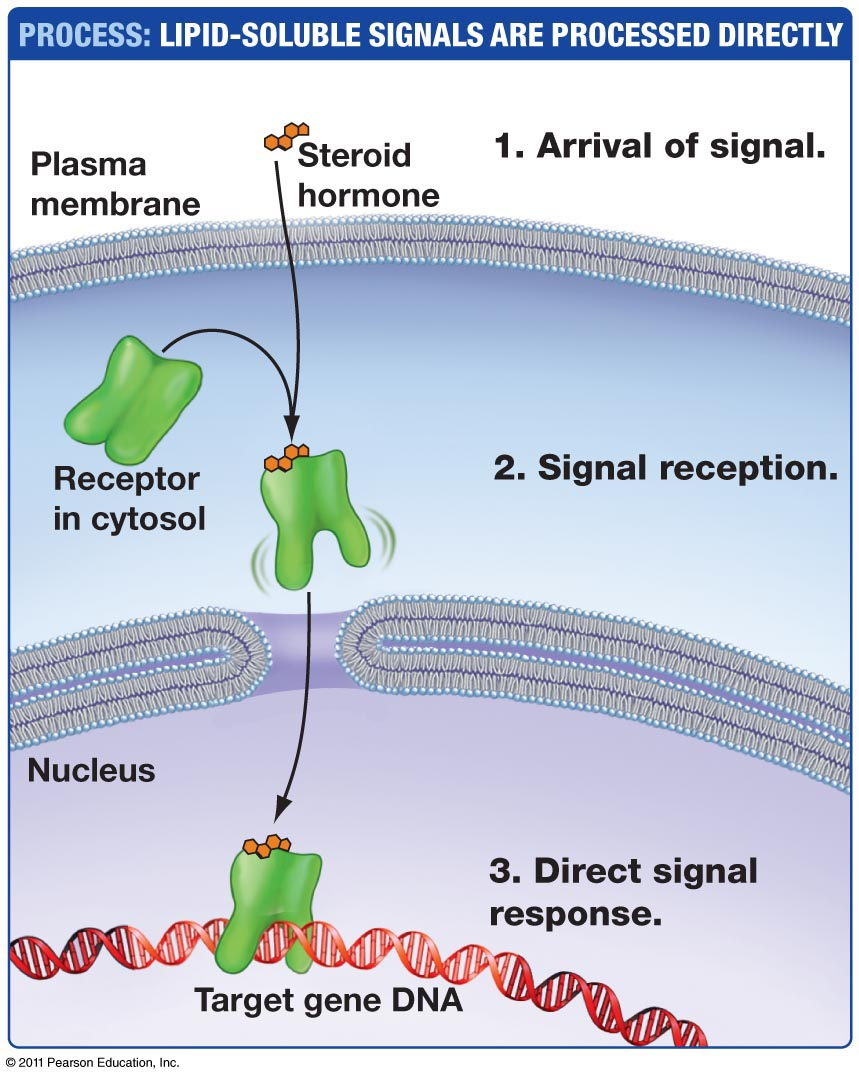 PROCESS: LIPID-SOLUBLE SIGNALS ARE PROCESSED DIRECTLY
Plasma
membrane
Steroid
hormone
1. Arrival of signal.
Receptor
in cytosol
2. Signal reception.
Nucleus
3. Direct signal
response.
Target gene DNA
© 2011 Pearson Education, Inc.